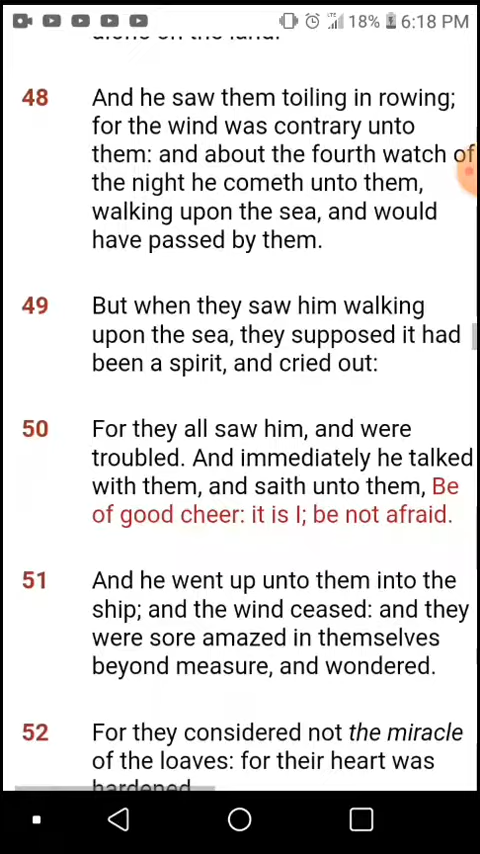 18% 6:18 PM
alone on the land.
48 And he saw them toiling in rowing;
for the wind was contrary unto
them: and about the fourth watch of
the night he cometh unto them,
walking upon the sea, and would
have passed by them.
49 But when they saw him walking
upon the sea, they supposed it had
been a spirit, and cried out:
50 For they all saw him, and were
troubled. And immediately he talked
with them, and saith unto them, Be
of good cheer: it is I; be not afraid.
51 And he went up unto them into the
ship; and the wind ceased: and they
were sore amazed in themselves
beyond measure, and wondered.
52 For they considered not the miracle
of the loaves: for their heart was
hardened.